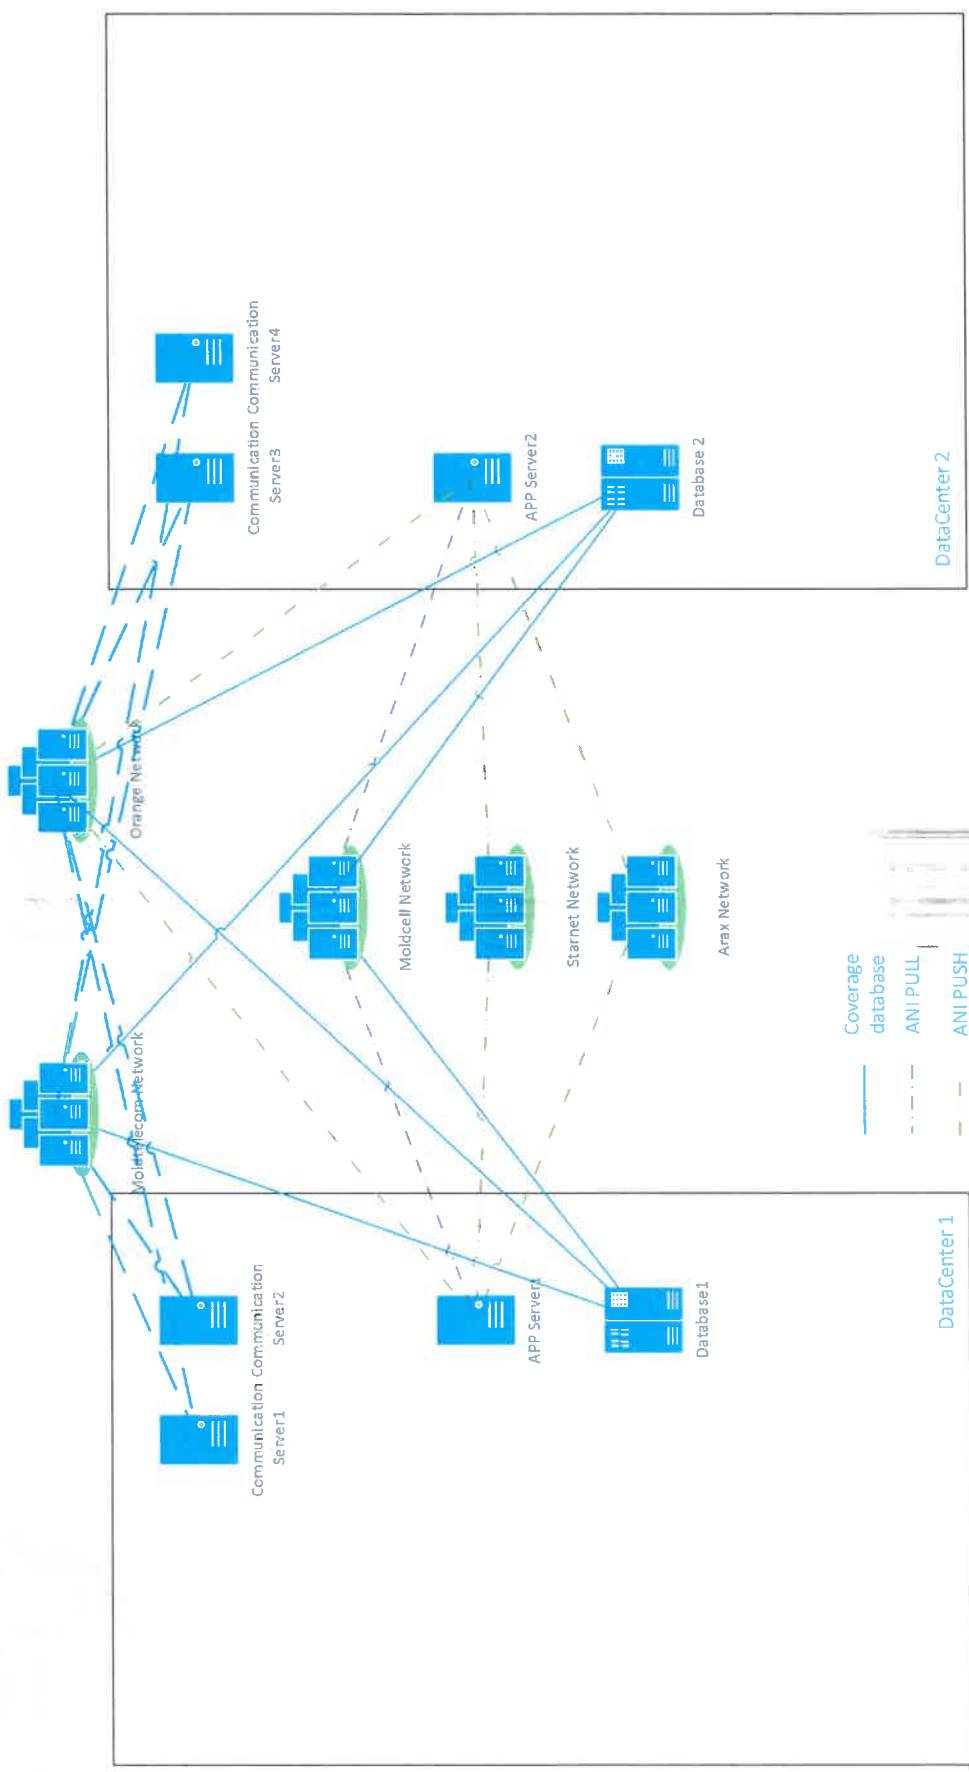 Moldtelecom Network
Orange Network
Communication Communication
Server1 Server2
Communication Communication
Server3 Server4
Moldcell Network
APP Server1
APP Server2
Starnet Network
Database1
Database 2
Arax Network
Coverage
database
ANI PULL
ANI PUSH
DataCenter 1
DataCenter 2